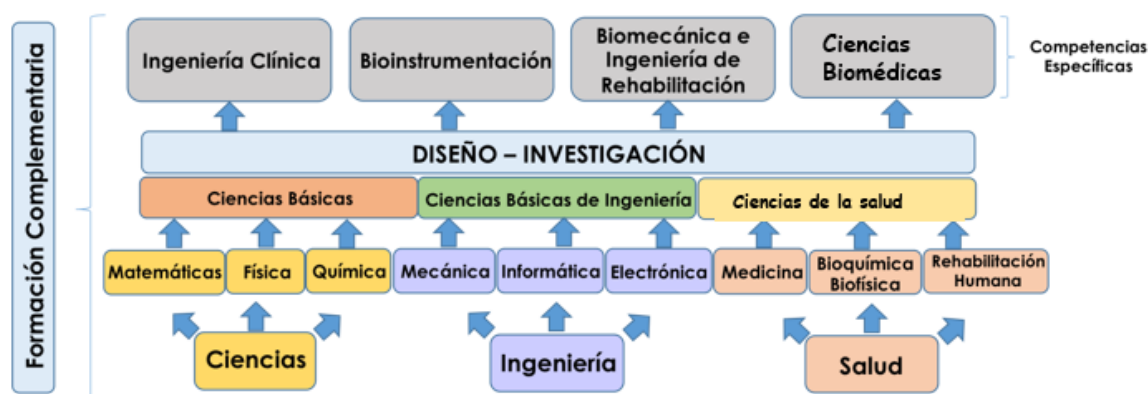 Formación Complementaria
Ingeniería Clínica
Bioinstrumentación
Biomecánica e
Ingeniería de
Rehabilitación
Ciencias
Biomédicas
Competencias
Específicas
DISEÑO – INVESTIGACIÓN
Ciencias Básicas
Ciencias Básicas de Ingeniería
Ciencias de la salud
Matemáticas
Física
Química
Mecánica
Informática
Electrónica
Medicina
Bioquímica
Biofísica
Rehabilitación
Humana
Ciencias
Ingeniería
Salud